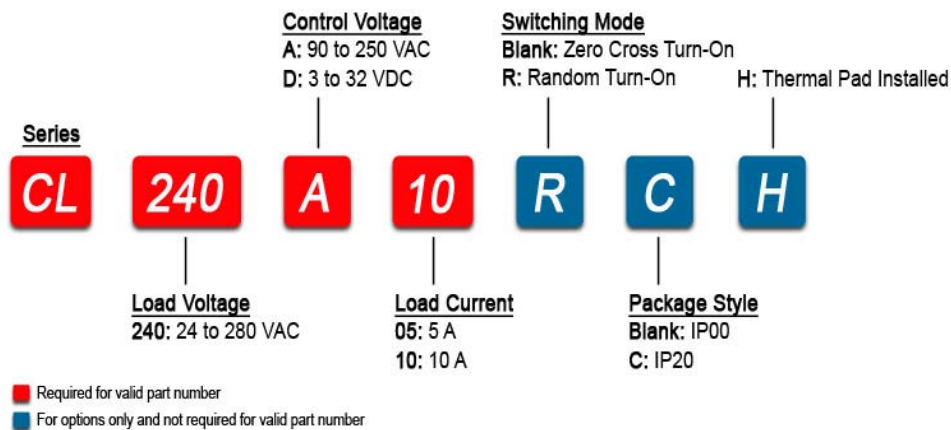 Control Voltage
A: 90 to 250 VAC
D: 3 to 32 VDC
Switching Mode
Blank: Zero Cross Turn-On
R: Random Turn-On
H: Thermal Pad Installed
Series
CL 240 A 10 R C H
Load Voltage
240: 24 to 280 VAC
Load Current
05: 5 A
10: 10 A
Package Style
Blank: IP00
C: IP20
Required for valid part number
For options only and not required for valid part number